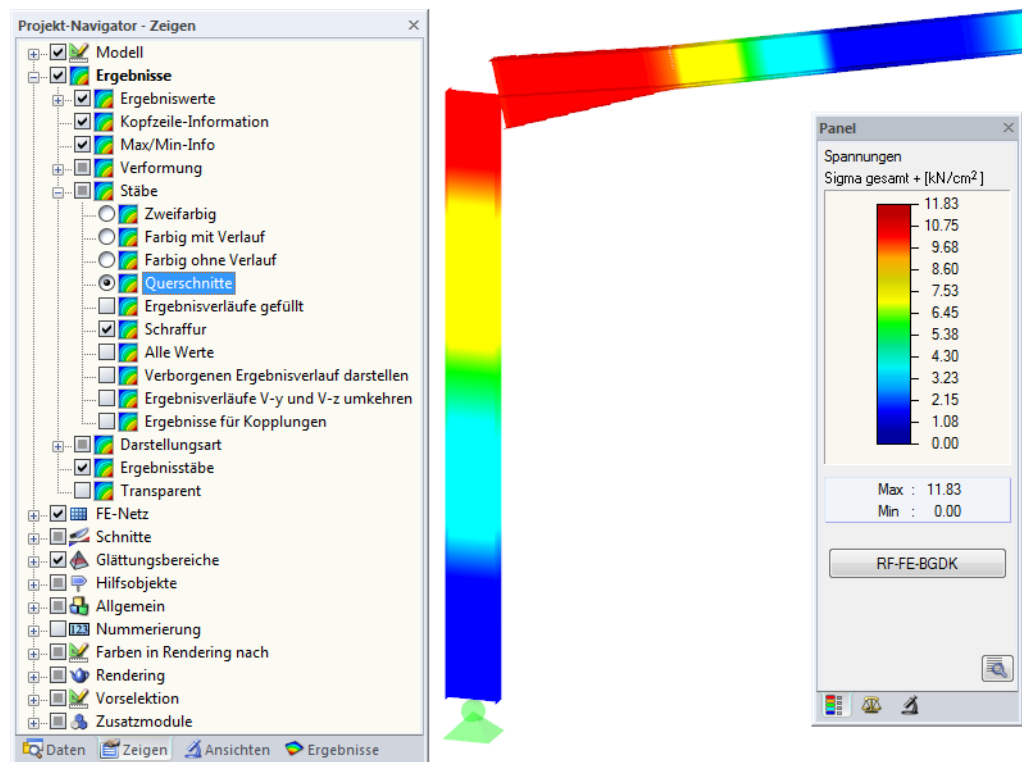 Projekt-Navigator - Zeigen
Modell
Ergebnisse
Ergebniswerte
Kopfzeile-Information
Max/Min-Info
Verformung
Stäbe
Zweifarbig
Farbig mit Verlauf
Farbig ohne Verlauf
Querschnitte
Ergebnisverläufe gefüllt
Schraffur
Alle Werte
Verborgenen Ergebnisverlauf darstellen
Ergebnisverläufe V-y und V-z umkehren
Ergebnisse für Kopplungen
Darstellungsart
Ergebnisstäbe
Transparent
FE-Netz
Schnitte
Glättungsbereiche
Hilfsobjekte
Allgemein
123 Nummerierung
Farben in Rendering nach
Rendering
Vorselektion
Zusatzmodule
Daten Zeigen Ansichten Ergebnisse
Panel
Spannungen
Sigma gesamt + [kN/cm²]
11.83
10.75
9.68
8.60
7.53
6.45
5.38
4.30
3.23
2.15
1.08
0.00
Max : 11.83
Min : 0.00
RF-FE-BGDK